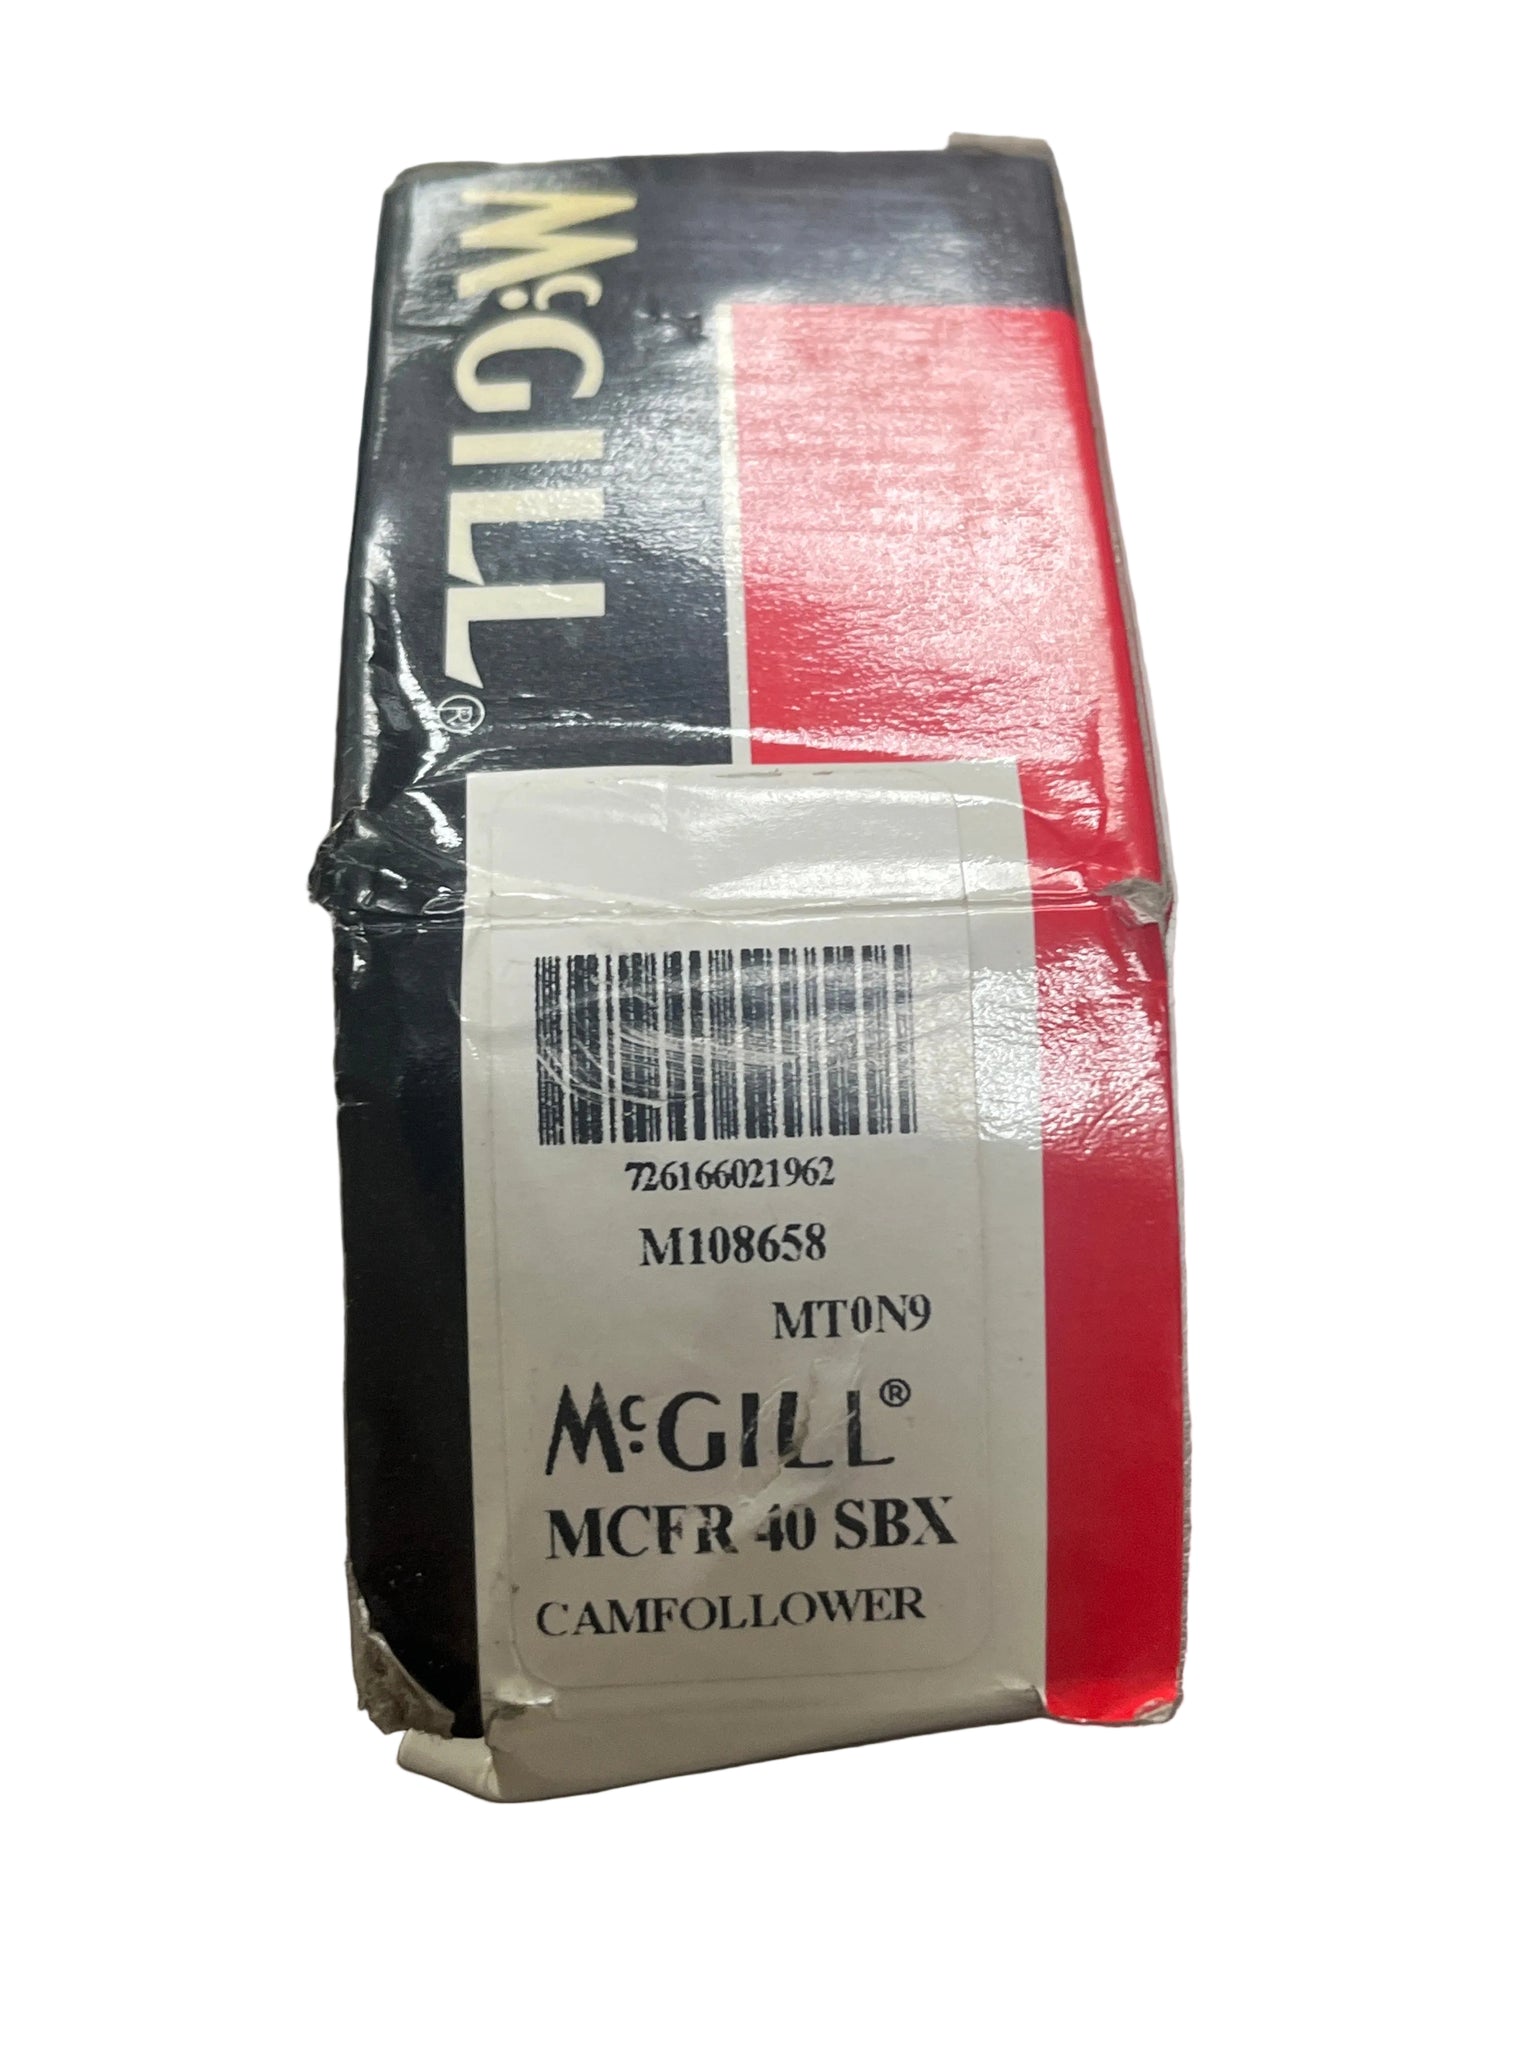 McGILL®
726166021962
M108658
MT0N9
McGILL®
MCFR 40 SBX
CAMFOLLOWER